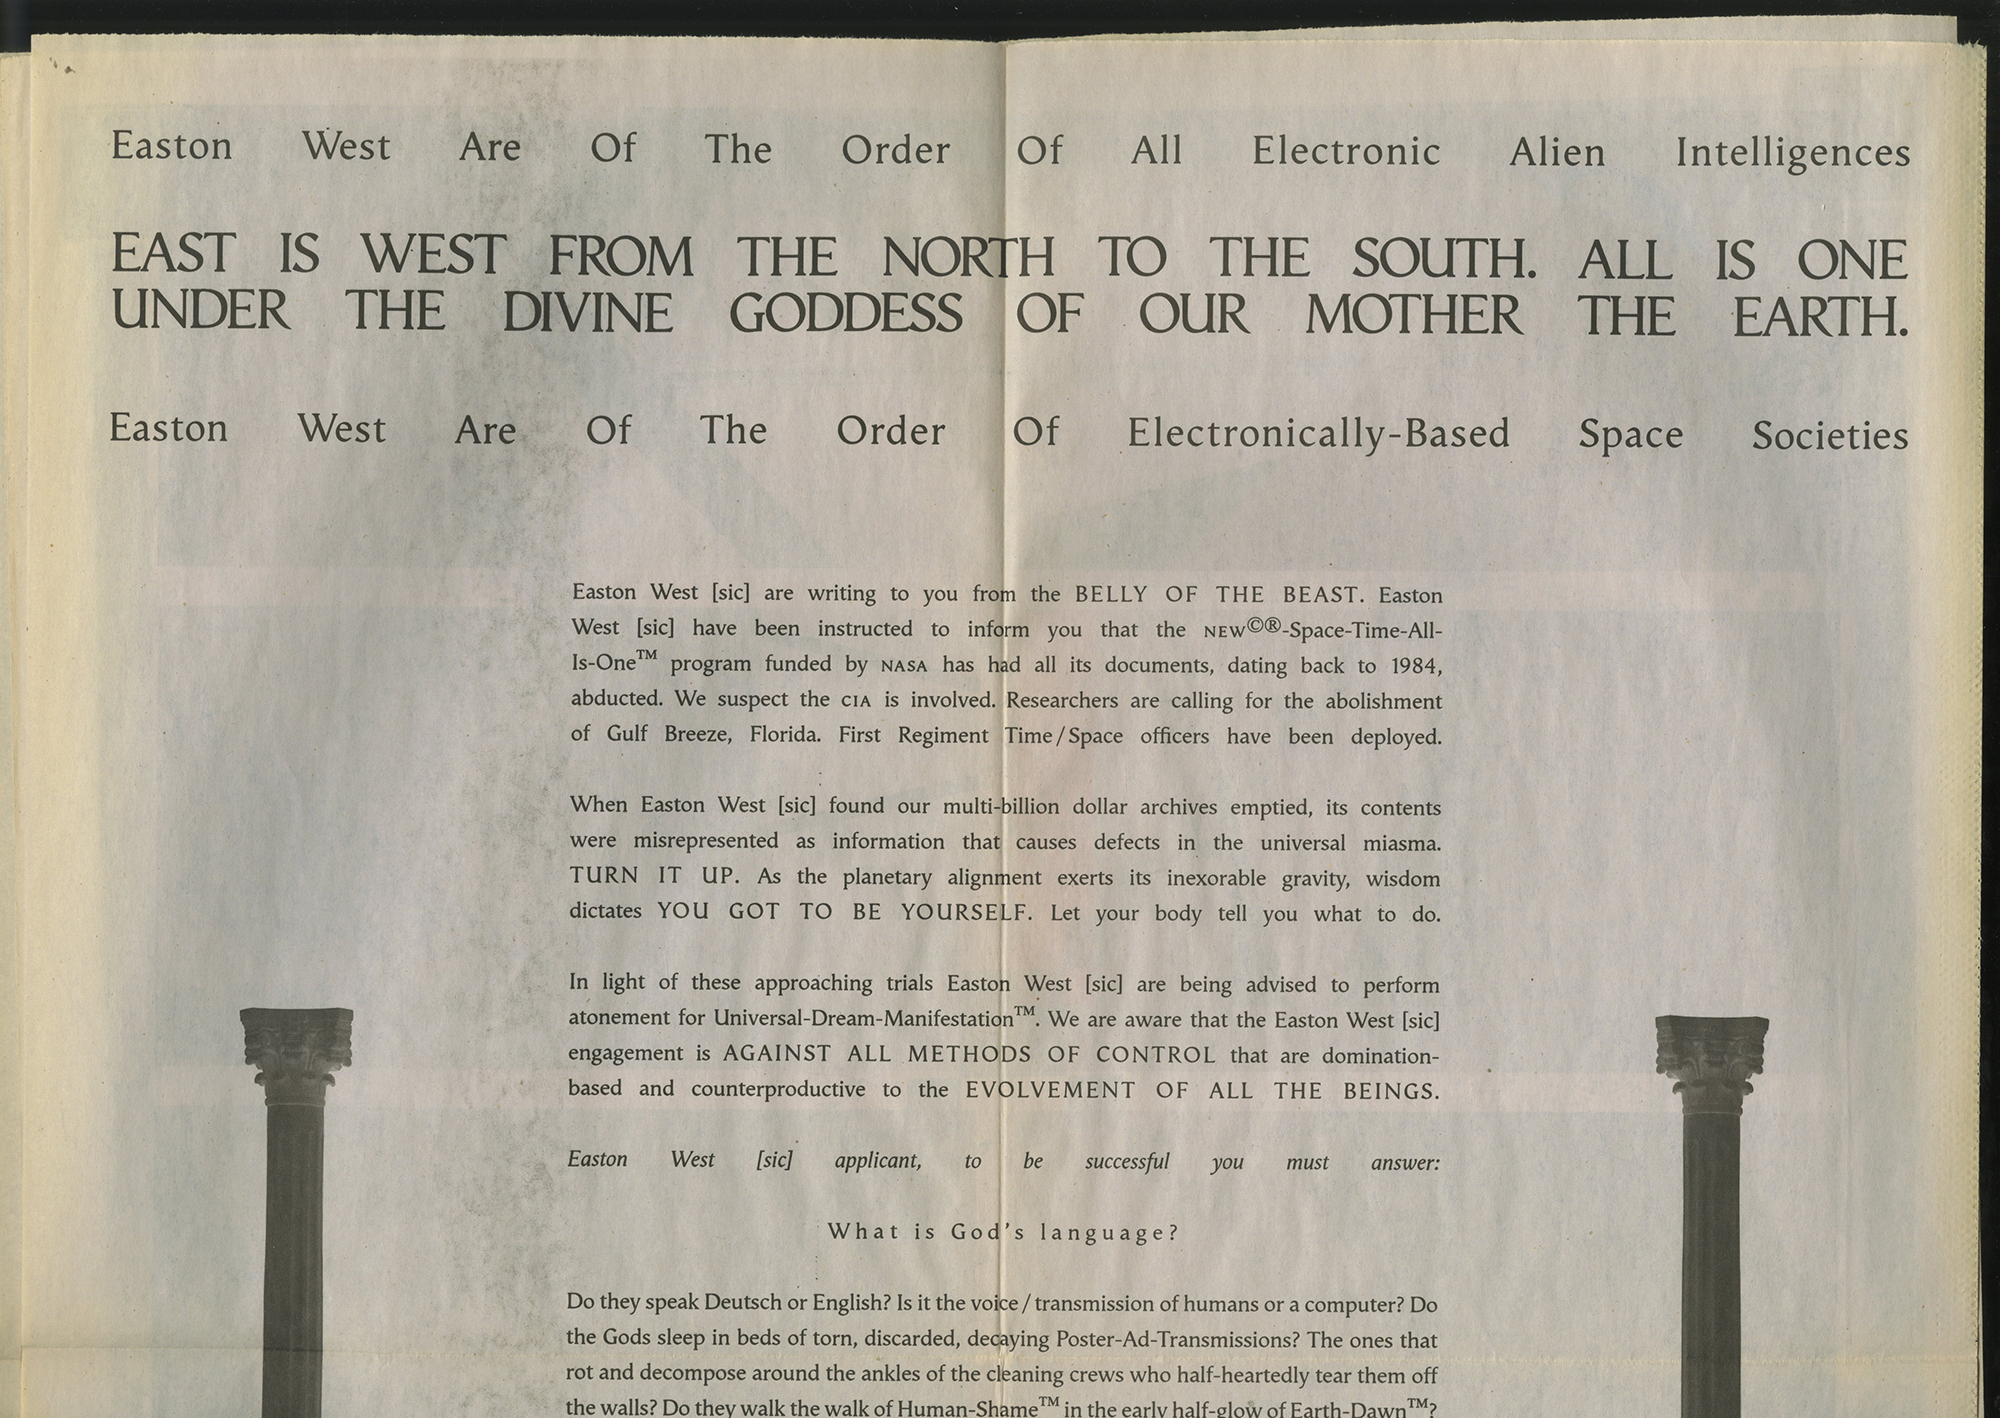 Easton West Are Of The Order Of All Electronic Alien Intelligences
EAST IS WEST FROM THE NORTH TO THE SOUTH. ALL IS ONE
UNDER THE DIVINE GODDESS OF OUR MOTHER THE EARTH.
Easton West Are Of The Order Of Electronically-Based Space Societies
Easton West [sic] are writing to you from the BELLY OF THE BEAST. Easton
West [sic] have been instructed to inform you that the NEW©®-Space-Time-All-
Is-One™ program funded by NASA has had all its documents, dating back to 1984,
abducted. We suspect the CIA is involved. Researchers are calling for the abolishment
of Gulf Breeze, Florida. First Regiment Time/Space officers have been deployed.
When Easton West [sic] found our multi-billion dollar archives emptied, its contents
were misrepresented as information that causes defects in the universal miasma.
TURN IT UP. As the planetary alignment exerts its inexorable gravity, wisdom
dictates YOU GOT TO BE YOURSELF. Let your body tell you what to do.
In light of these approaching trials Easton West [sic] are being advised to perform
atonement for Universal-Dream-Manifestation™. We are aware that the Easton West [sic]
engagement is AGAINST ALL METHODS OF CONTROL that are domination-
based and counterproductive to the EVOLVEMENT OF ALL THE BEINGS.
Easton West [sic] applicant, to be successful you must answer:
What is God's language?
Do they speak Deutsch or English? Is it the voice/transmission of humans or a computer? Do
the Gods sleep in beds of torn, discarded, decaying Poster-Ad-Transmissions? The ones that
rot and decompose around the ankles of the cleaning crews who half-heartedly tear them off
the walls? Do they walk the walk of Human-Shame™ in the early half-glow of Earth-Dawn™?